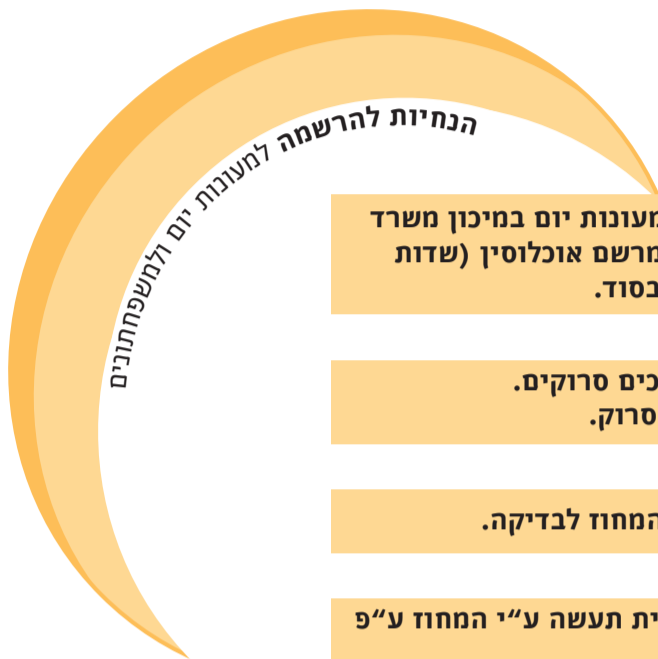 הנחיות להרשמה למעונות יום ולמשפחתונים
מעונות יום במיכון משרד
מרשם אוכלוסין (שדות
בסוד.
כים סרוקים.
סרוק.
המחוז לבדיקה.
ית תעשה ע״י המחוז ע״פ